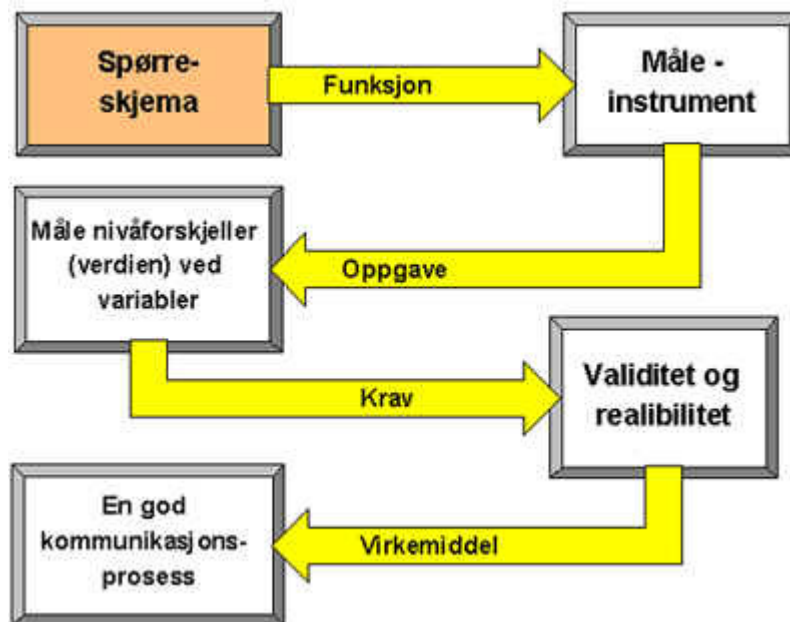 Spørre-
skjema
Funksjon
Måle -
instrument
Oppgave
Måle nivåforskjeller
(verdien) ved
variabler
Krav
Validitet og
realibilitet
Virkemiddel
En god
kommunikasjons-
prosess